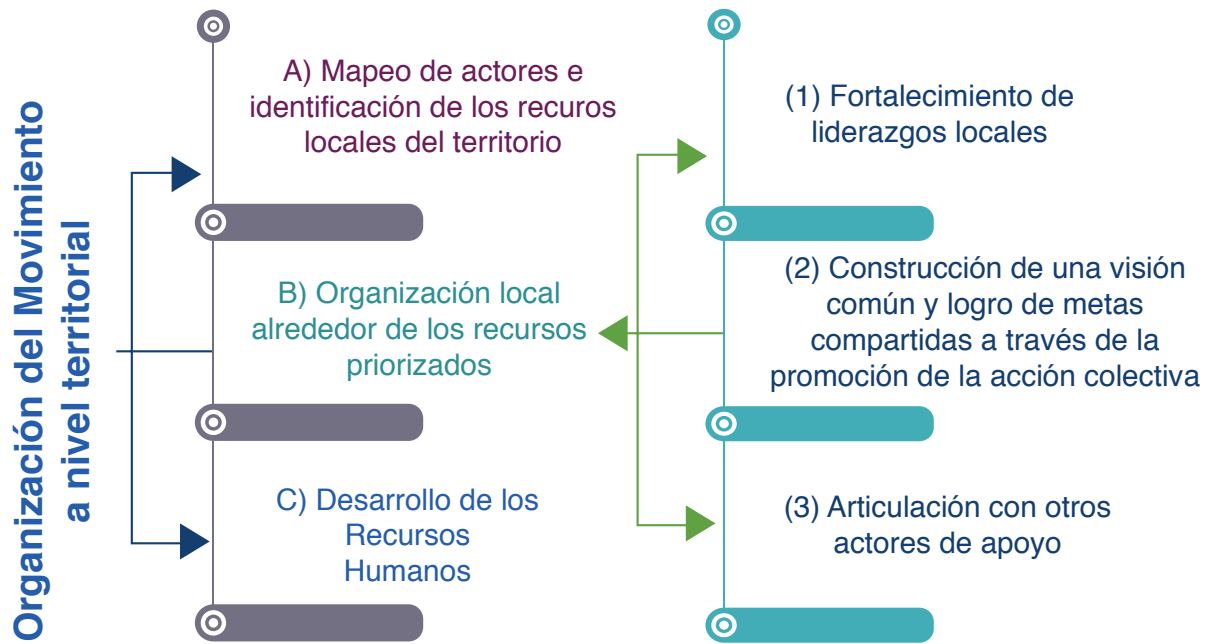 Organización del Movimiento
a nivel territorial
A) Mapeo de actores e
identificación de los recuros
locales del territorio
B) Organización local
alrededor de los recursos
priorizados
C) Desarrollo de los
Recursos
Humanos
(1) Fortalecimiento de
liderazgos locales
(2) Construcción de una visión
común y logro de metas
compartidas a través de la
promoción de la acción colectiva
(3) Articulación con otros
actores de apoyo